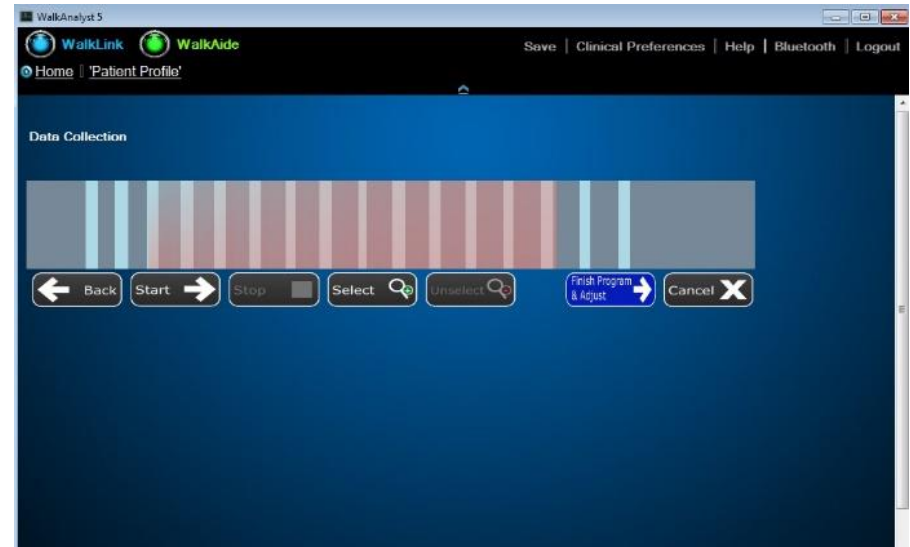 WalkAnalyst 5
WalkLink WalkAide Save | Clinical Preferences | Help | Bluetooth | Logout
Home 'Patient Profile'
Data Collection
Back Start Stop Select Unselect Finish Program & Adjust Cancel